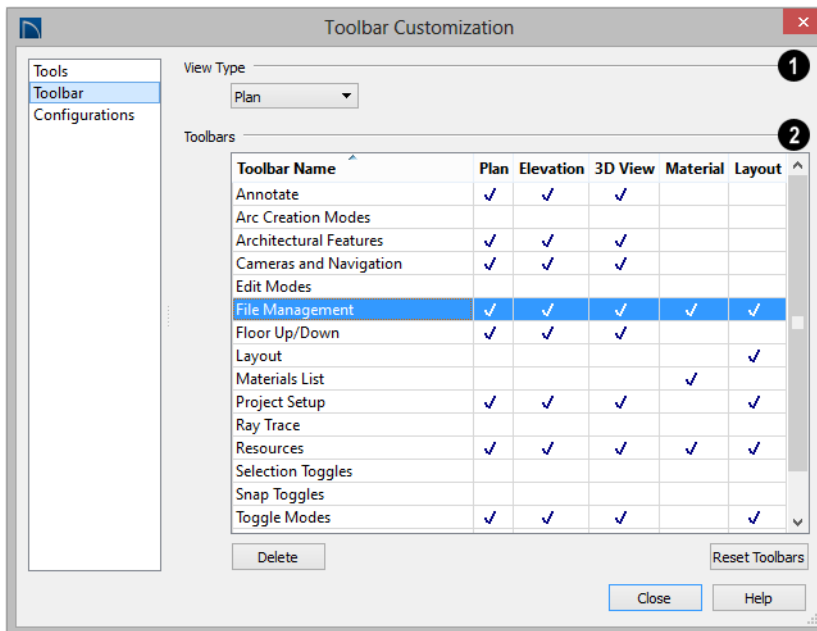 Toolbar Customization
Tools
Toolbar
Configurations
View Type
1
Plan
Toolbars
2
Toolbar Name Plan Elevation 3D View Material Layout
Annotate
Arc Creation Modes
Architectural Features
Cameras and Navigation
Edit Modes
File Management
Floor Up/Down
Layout
Materials List
Project Setup
Ray Trace
Resources
Selection Toggles
Snap Toggles
Toggle Modes
Delete
Reset Toolbars
Close
Help